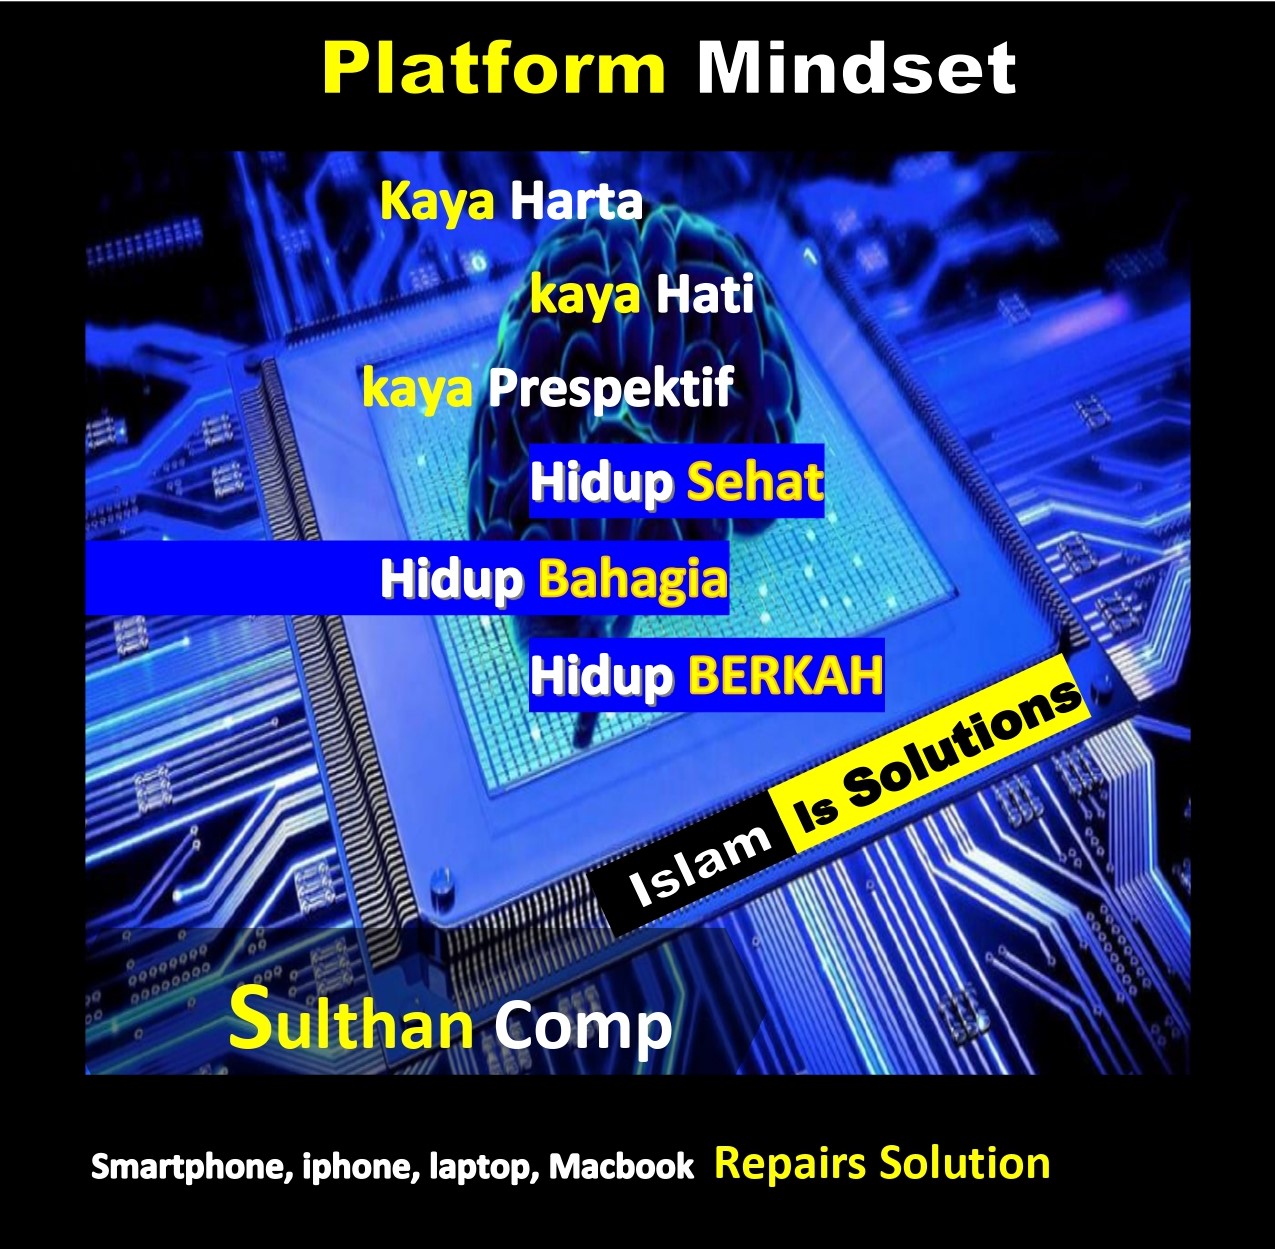 Platform Mindset
Kaya Harta
kaya Hati
kaya Prespektif
Hidup Sehat
Hidup Bahagia
Hidup BERKAH
Islam Is Solutions
Sulthan Comp
Smartphone, iphone, laptop, Macbook Repairs Solution